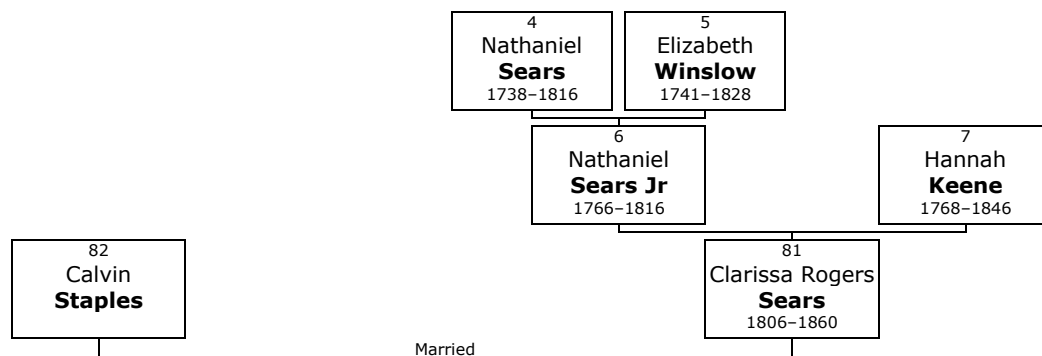 4
Nathaniel
Sears
1738–1816
5
Elizabeth
Winslow
1741–1828
6
Nathaniel
Sears Jr
1766–1816
7
Hannah
Keene
1768–1846
82
Calvin
Staples
81
Clarissa Rogers
Sears
1806–1860
Married